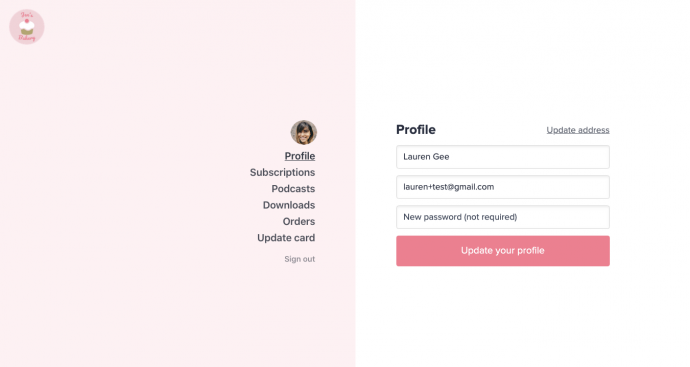 Bakery
Profile
Subscriptions
Podcasts
Downloads
Orders
Update card
Sign out
Profile
Update address
Lauren Gee
lauren+test@gmail.com
New password (not required)
Update your profile